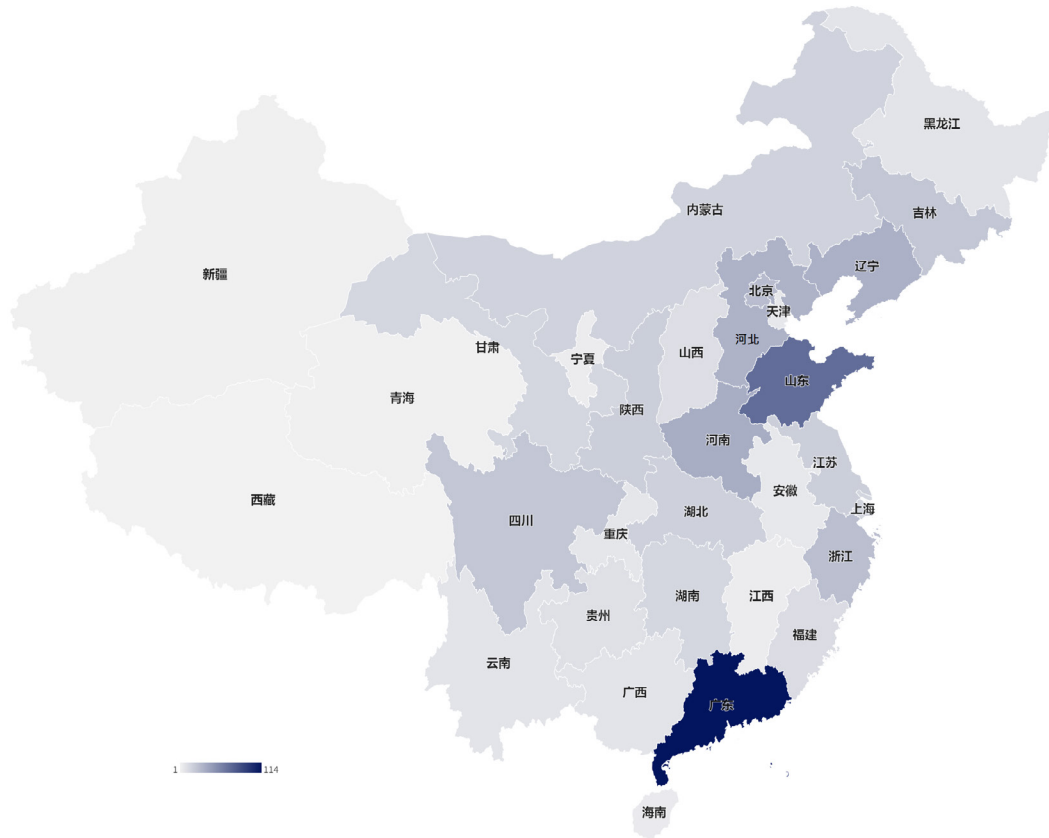 黑龙江
内蒙古
吉林
新疆
辽宁
北京
天津
河北
甘肃
宁夏
山西
山东
青海
陕西
河南
江苏
安徽
西藏
四川
湖北
上海
重庆
浙江
湖南
江西
贵州
福建
云南
广西
广东
1
114
海南